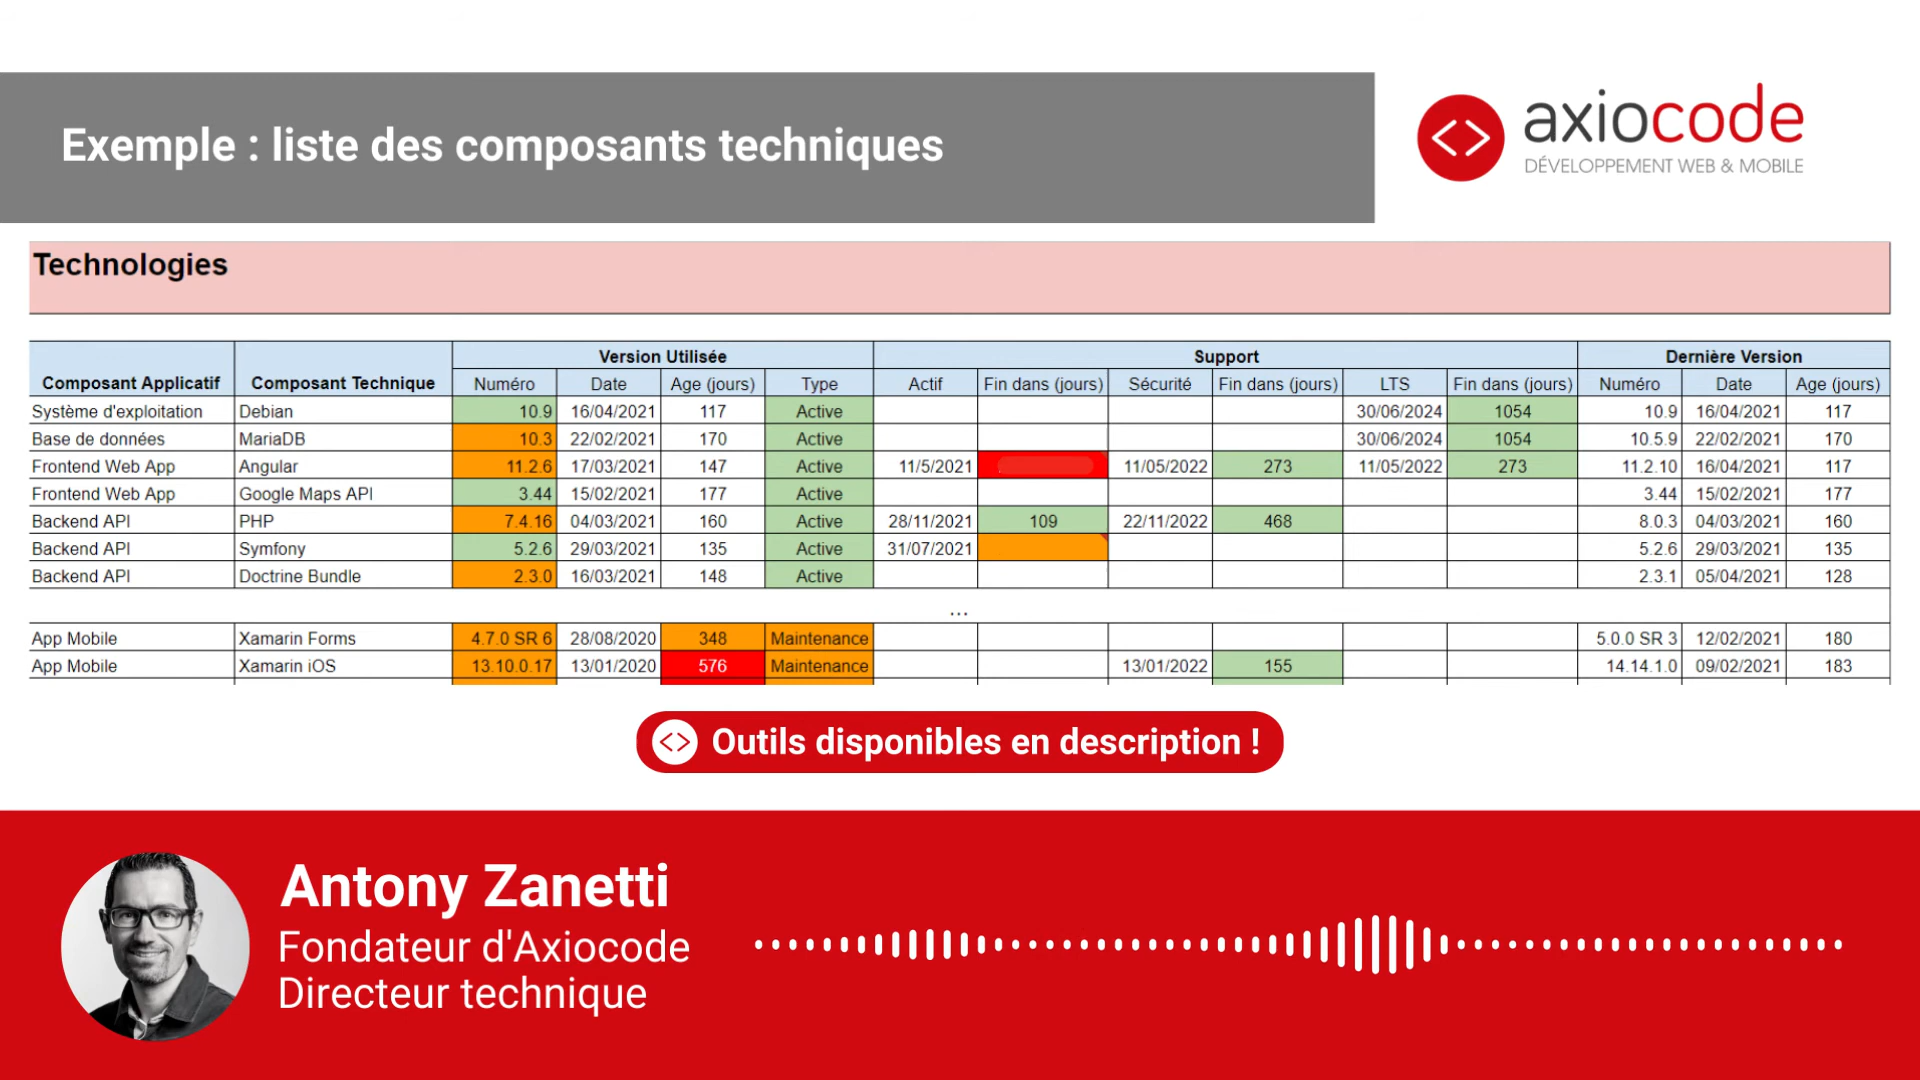 Exemple : liste des composants techniques
axiocode
DÉVELOPPEMENT WEB & MOBILE
Technologies
Version Utilisée Support Dernière Version
Composant Applicatif Composant Technique Numéro Date Age (jours) Type Actif Fin dans (jours) Sécurité Fin dans (jours) LTS Fin dans (jours) Numéro Date Age (jours)
Système d'exploitation Debian 10.9 16/04/2021 117 Active 30/06/2024 1054 10.9 16/04/2021 117
Base de données MariaDB 10.3 22/02/2021 170 Active 30/06/2024 1054 10.5.9 22/02/2021 170
Frontend Web App Angular 11.2.6 17/03/2021 147 Active 11/5/2021 11/05/2022 273 11/05/2022 273 11.2.10 16/04/2021 117
Frontend Web App Google Maps API 3.44 15/02/2021 177 Active 3.44 15/02/2021 177
Backend API PHP 7.4.16 04/03/2021 160 Active 28/11/2021 109 22/11/2022 468 8.0.3 04/03/2021 160
Backend API Symfony 5.2.6 29/03/2021 135 Active 31/07/2021 5.2.6 29/03/2021 135
Backend API Doctrine Bundle 2.3.0 16/03/2021 148 Active 2.3.1 05/04/2021 128
...
App Mobile Xamarin Forms 4.7.0 SR 6 28/08/2020 348 Maintenance 5.0.0 SR 3 12/02/2021 180
App Mobile Xamarin iOS 13.10.0.17 13/01/2020 576 Maintenance 13/01/2022 155 14.14.1.0 09/02/2021 183
Outils disponibles en description !
Antony Zanetti
Fondateur d'Axiocode
Directeur technique